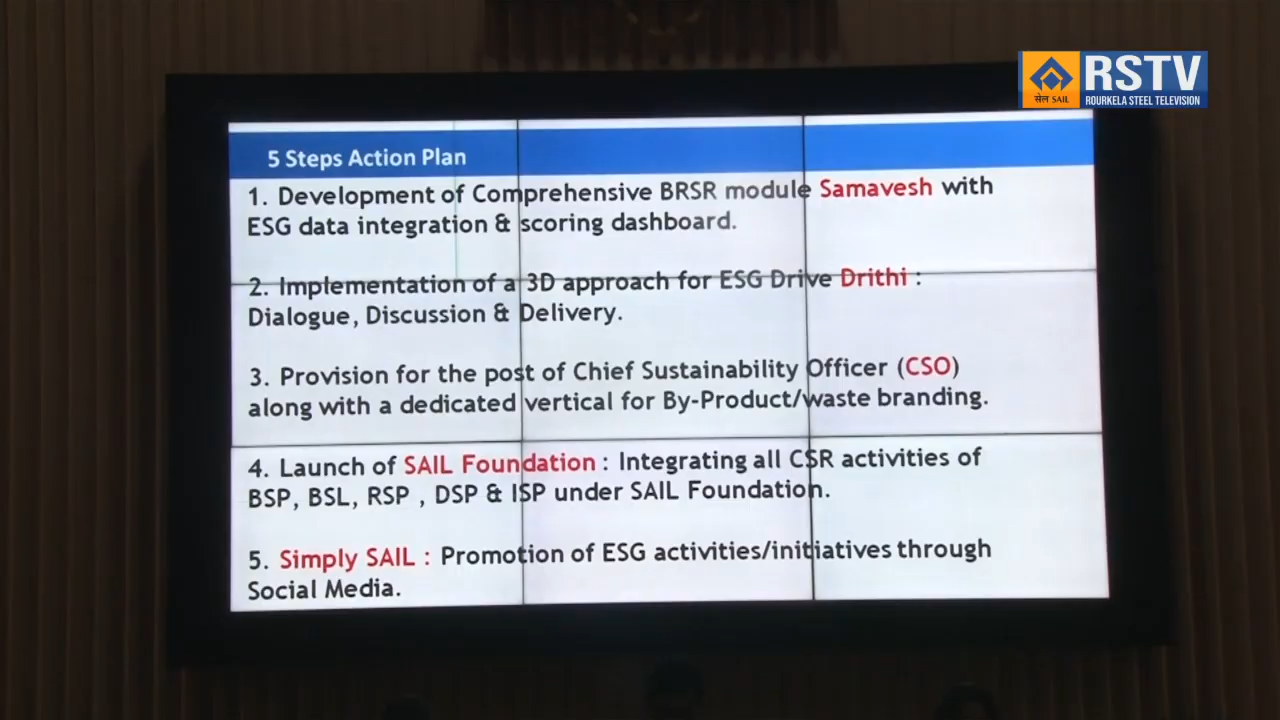 RSTV
सेल SAIL
ROURKELA STEEL TELEVISION
5 Steps Action Plan
1. Development of Comprehensive BRSR module Samavesh with
ESG data integration & scoring dashboard.
2. Implementation of a 3D approach for ESG Drive Drithi :
Dialogue, Discussion & Delivery.
3. Provision for the post of Chief Sustainability Officer (CSO)
along with a dedicated vertical for By-Product/waste branding.
4. Launch of SAIL Foundation : Integrating all CSR activities of
BSP, BSL, RSP , DSP & ISP under SAIL Foundation.
5. Simply SAIL : Promotion of ESG activities/initiatives through
Social Media.